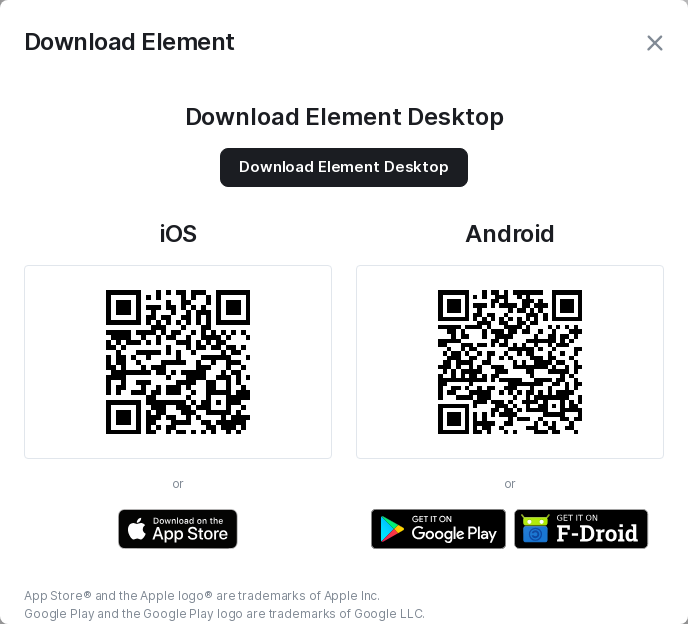 Download Element
Download Element Desktop
Download Element Desktop
iOS
Android
or
or
Download on the
App Store
GET IT ON
Google Play
GET IT ON
F-Droid
App Store® and the Apple logo® are trademarks of Apple Inc.
Google Play and the Google Play logo are trademarks of Google LLC.